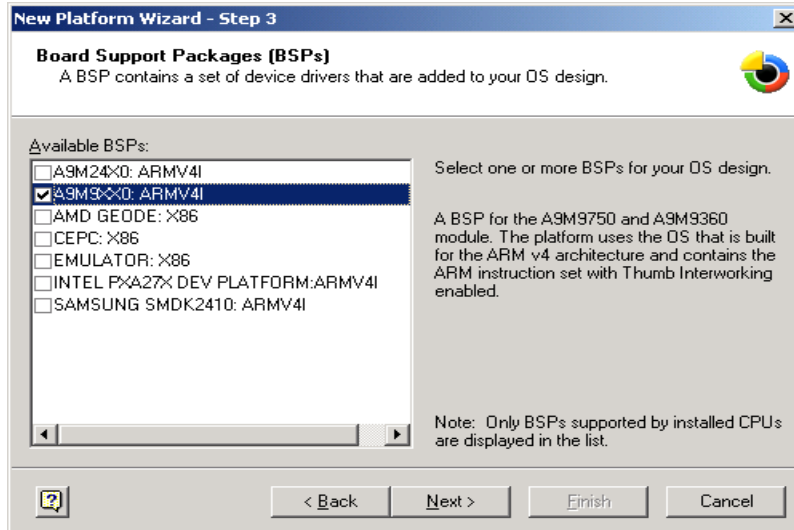 New Platform Wizard - Step 3
Board Support Packages (BSPs)
A BSP contains a set of device drivers that are added to your OS design.
Available BSPs:
A9M24X0: ARMV4I
A9M9XX0: ARMV4I
AMD GEODE: X86
CEPC: X86
EMULATOR: X86
INTEL PXA27X DEV PLATFORM:ARMV4I
SAMSUNG SMDK2410: ARMV4I
Select one or more BSPs for your OS design.
A BSP for the A9M9750 and A9M9360
module. The platform uses the OS that is built
for the ARM v4 architecture and contains the
ARM instruction set with Thumb Interworking
enabled.
Note: Only BSPs supported by installed CPUs
are displayed in the list.
< Back
Next >
Finish
Cancel